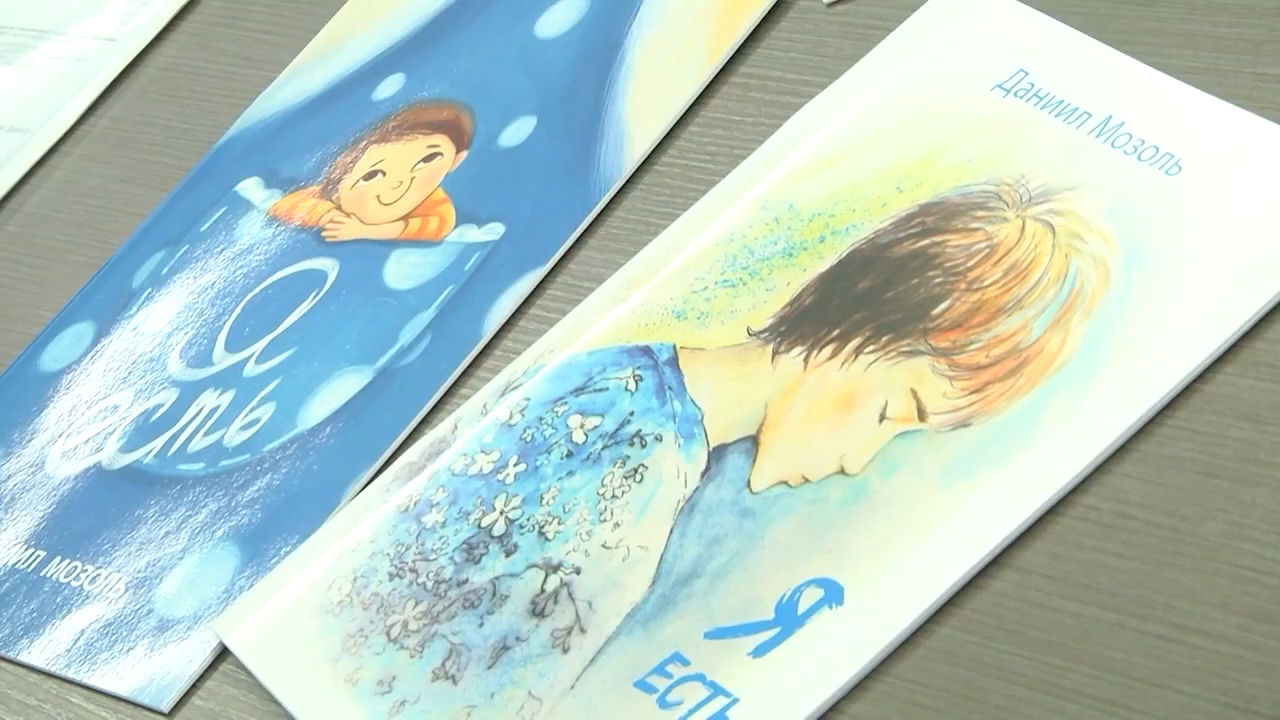 Я
есть
мозоль
Даниил Мозоль
Я
ЕСТЬ